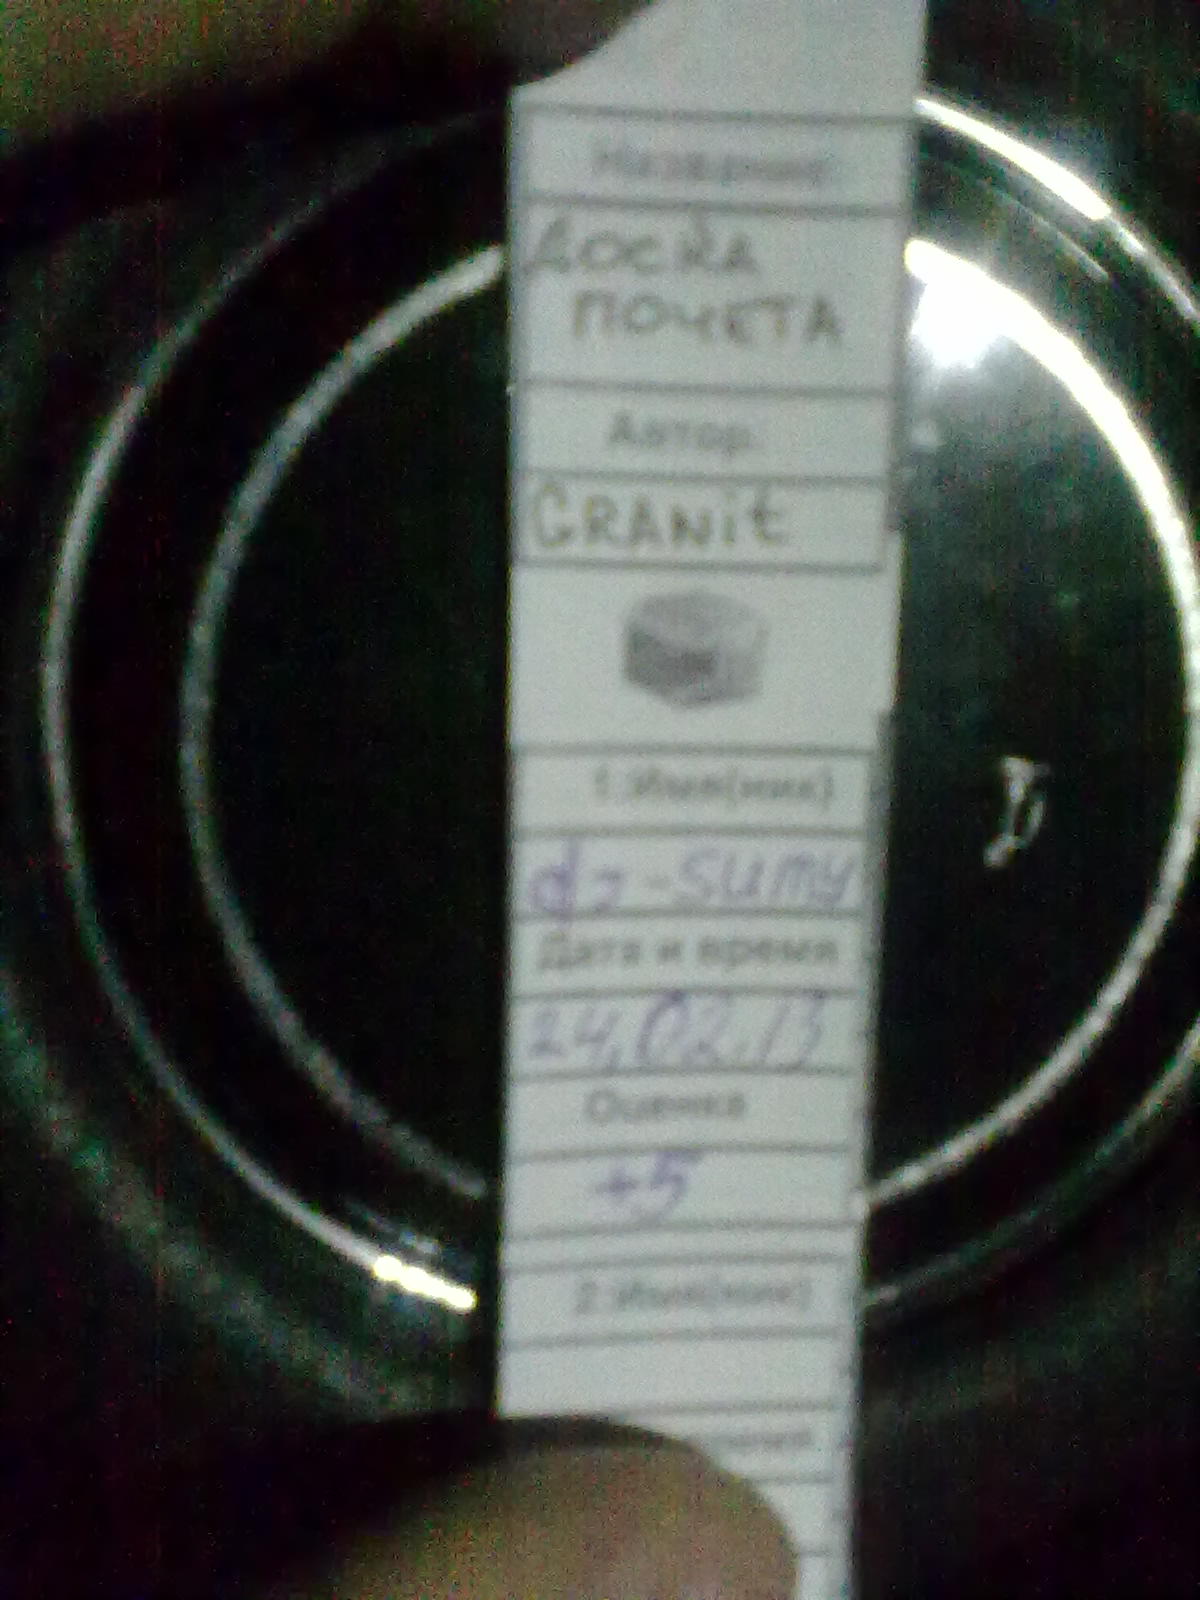 Название
ДОСКА
ПОЧЕТА
Автор
GRANit
1.Имя(ник)
dz-sumy
Дата и время
24,02.13
Оценка
+5
2.Имя(ник)